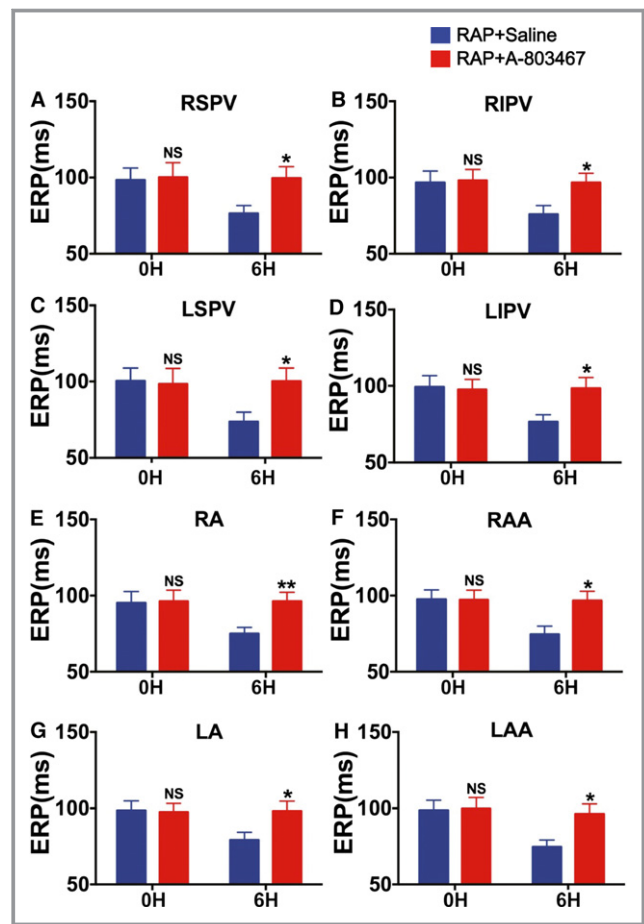 RAP+Saline
RAP+A-803467
A
RSPV
ERP(ms)
150
100
50
NS
*
0H
6H
B
RIPV
ERP(ms)
150
100
50
NS
*
0H
6H
C
LSPV
ERP(ms)
150
100
50
NS
*
0H
6H
D
LIPV
ERP(ms)
150
100
50
NS
*
0H
6H
E
RA
ERP(ms)
150
100
50
NS
**
0H
6H
F
RAA
ERP(ms)
150
100
50
NS
*
0H
6H
G
LA
ERP(ms)
150
100
50
NS
*
0H
6H
H
LAA
ERP(ms)
150
100
50
NS
*
0H
6H